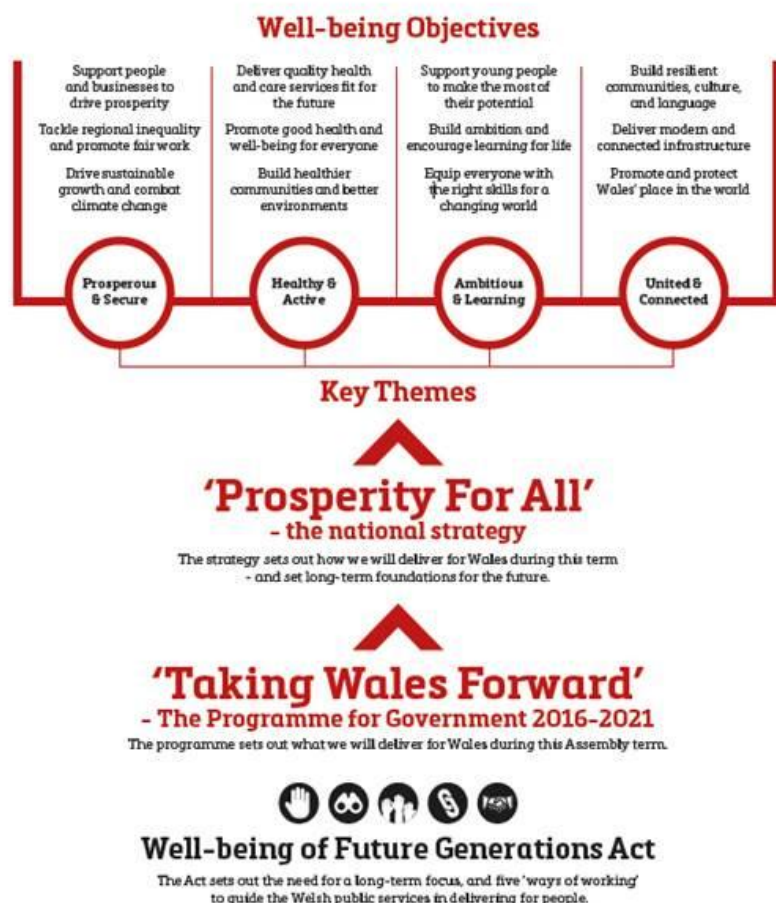 Well-being Objectives
Support people
and businesses to
drive prosperity
Tackle regional inequality
and promote fair work
Drive sustainable
growth and combat
climate change
Deliver quality health
and care services fit for
the future
Promote good health and
well-being for everyone
Build healthier
communities and better
environments
Support young people
to make the most of
their potential
Build ambition and
encourage learning for life
Equip everyone with
the right skills for a
changing world
Build resilient
communities, culture,
and language
Deliver modern and
connected infrastructure
Promote and protect
Wales' place in the world
Prosperous
& Secure
Healthy &
Active
Ambitious
& Learning
United &
Connected
Key Themes
‘Prosperity For All’
- the national strategy
The strategy sets out how we will deliver for Wales during this term
- and set long-term foundations for the future.
‘Taking Wales Forward’
- The Programme for Government 2016-2021
The programme sets out what we will deliver for Wales during this Assembly term.
Well-being of Future Generations Act
The Act sets out the need for a long-term focus, and five ‘ways of working’
to guide the Welsh public services in delivering for people.